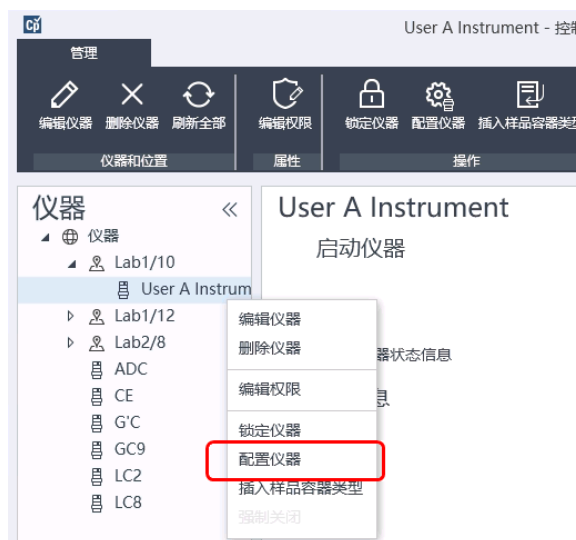 User A Instrument - 控制
管理
编辑仪器 删除仪器 刷新全部 编辑权限 锁定仪器 配置仪器 插入样品容器类型
仪器和位置 属性 操作
仪器
仪器
Lab1/10
User A Instrum
Lab1/12
Lab2/8
ADC
CE
G'C
GC9
LC2
LC8
User A Instrument
启动仪器
器状态信息
息
编辑仪器
删除仪器
编辑权限
锁定仪器
配置仪器
插入样品容器类型
强制关闭